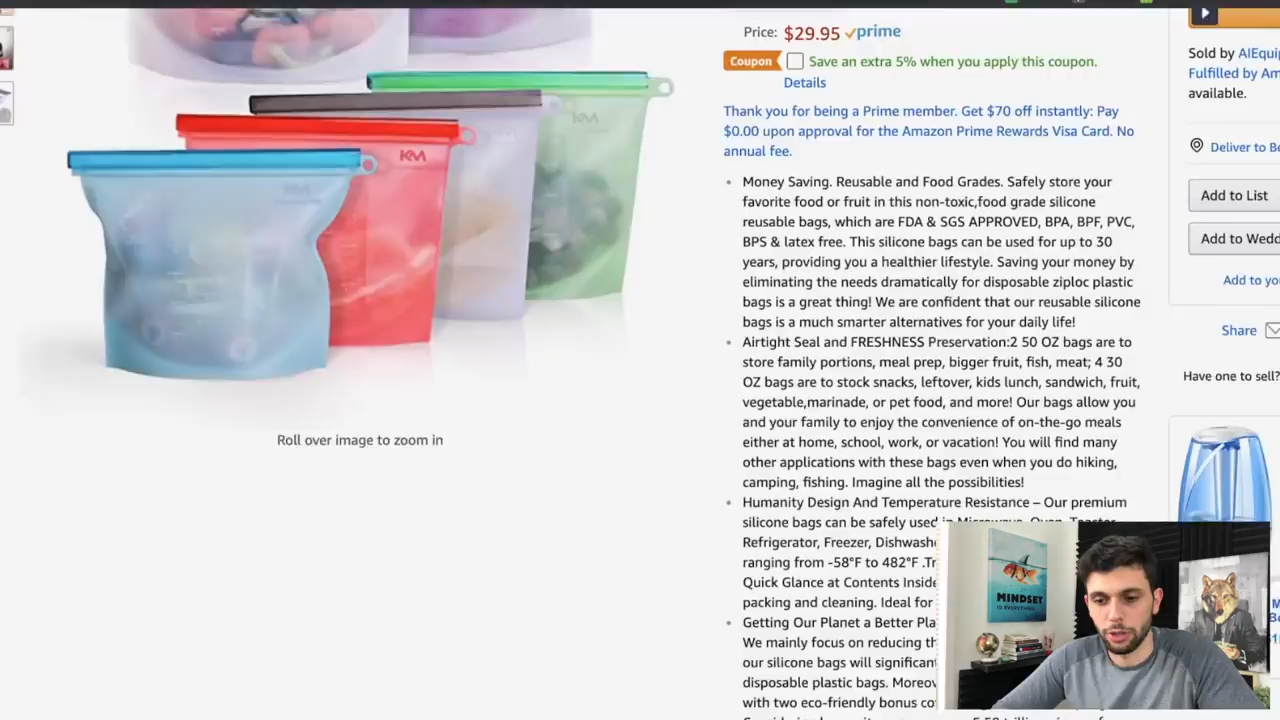 Price: $29.95 prime
Coupon Save an extra 5% when you apply this coupon.
Details
Thank you for being a Prime member. Get $70 off instantly: Pay
$0.00 upon approval for the Amazon Prime Rewards Visa Card. No
annual fee.
Money Saving. Reusable and Food Grades. Safely store your
favorite food or fruit in this non-toxic,food grade silicone
reusable bags, which are FDA & SGS APPROVED, BPA, BPF, PVC,
BPS & latex free. This silicone bags can be used for up to 30
years, providing you a healthier lifestyle. Saving your money by
eliminating the needs dramatically for disposable ziploc plastic
bags is a great thing! We are confident that our reusable silicone
bags is a much smarter alternatives for your daily life!
Airtight Seal and FRESHNESS Preservation:2 50 OZ bags are to
store family portions, meal prep, bigger fruit, fish, meat; 4 30
OZ bags are to stock snacks, leftover, kids lunch, sandwich, fruit,
vegetable,marinade, or pet food, and more! Our bags allow you
and your family to enjoy the convenience of on-the-go meals
either at home, school, work, or vacation! You will find many
other applications with these bags even when you do hiking,
camping, fishing. Imagine all the possibilities!
Humanity Design And Temperature Resistance – Our premium
silicone bags can be safely used in Microwave, Oven, Toaster,
Refrigerator, Freezer, Dishwashe
ranging from -58°F to 482°F .Tr
Quick Glance at Contents Inside
packing and cleaning. Ideal for
Getting Our Planet a Better Pla
We mainly focus on reducing th
our silicone bags will significan
disposable plastic bags. Moreov
with two eco-friendly bonus co
KM
KM
Roll over image to zoom in
Sold by AIEquip
Fulfilled by Am
available.
Deliver to Be
Add to List
Add to Wedd
Add to yo
Share
Have one to sell?
MINDSET
IS EVERYTHING